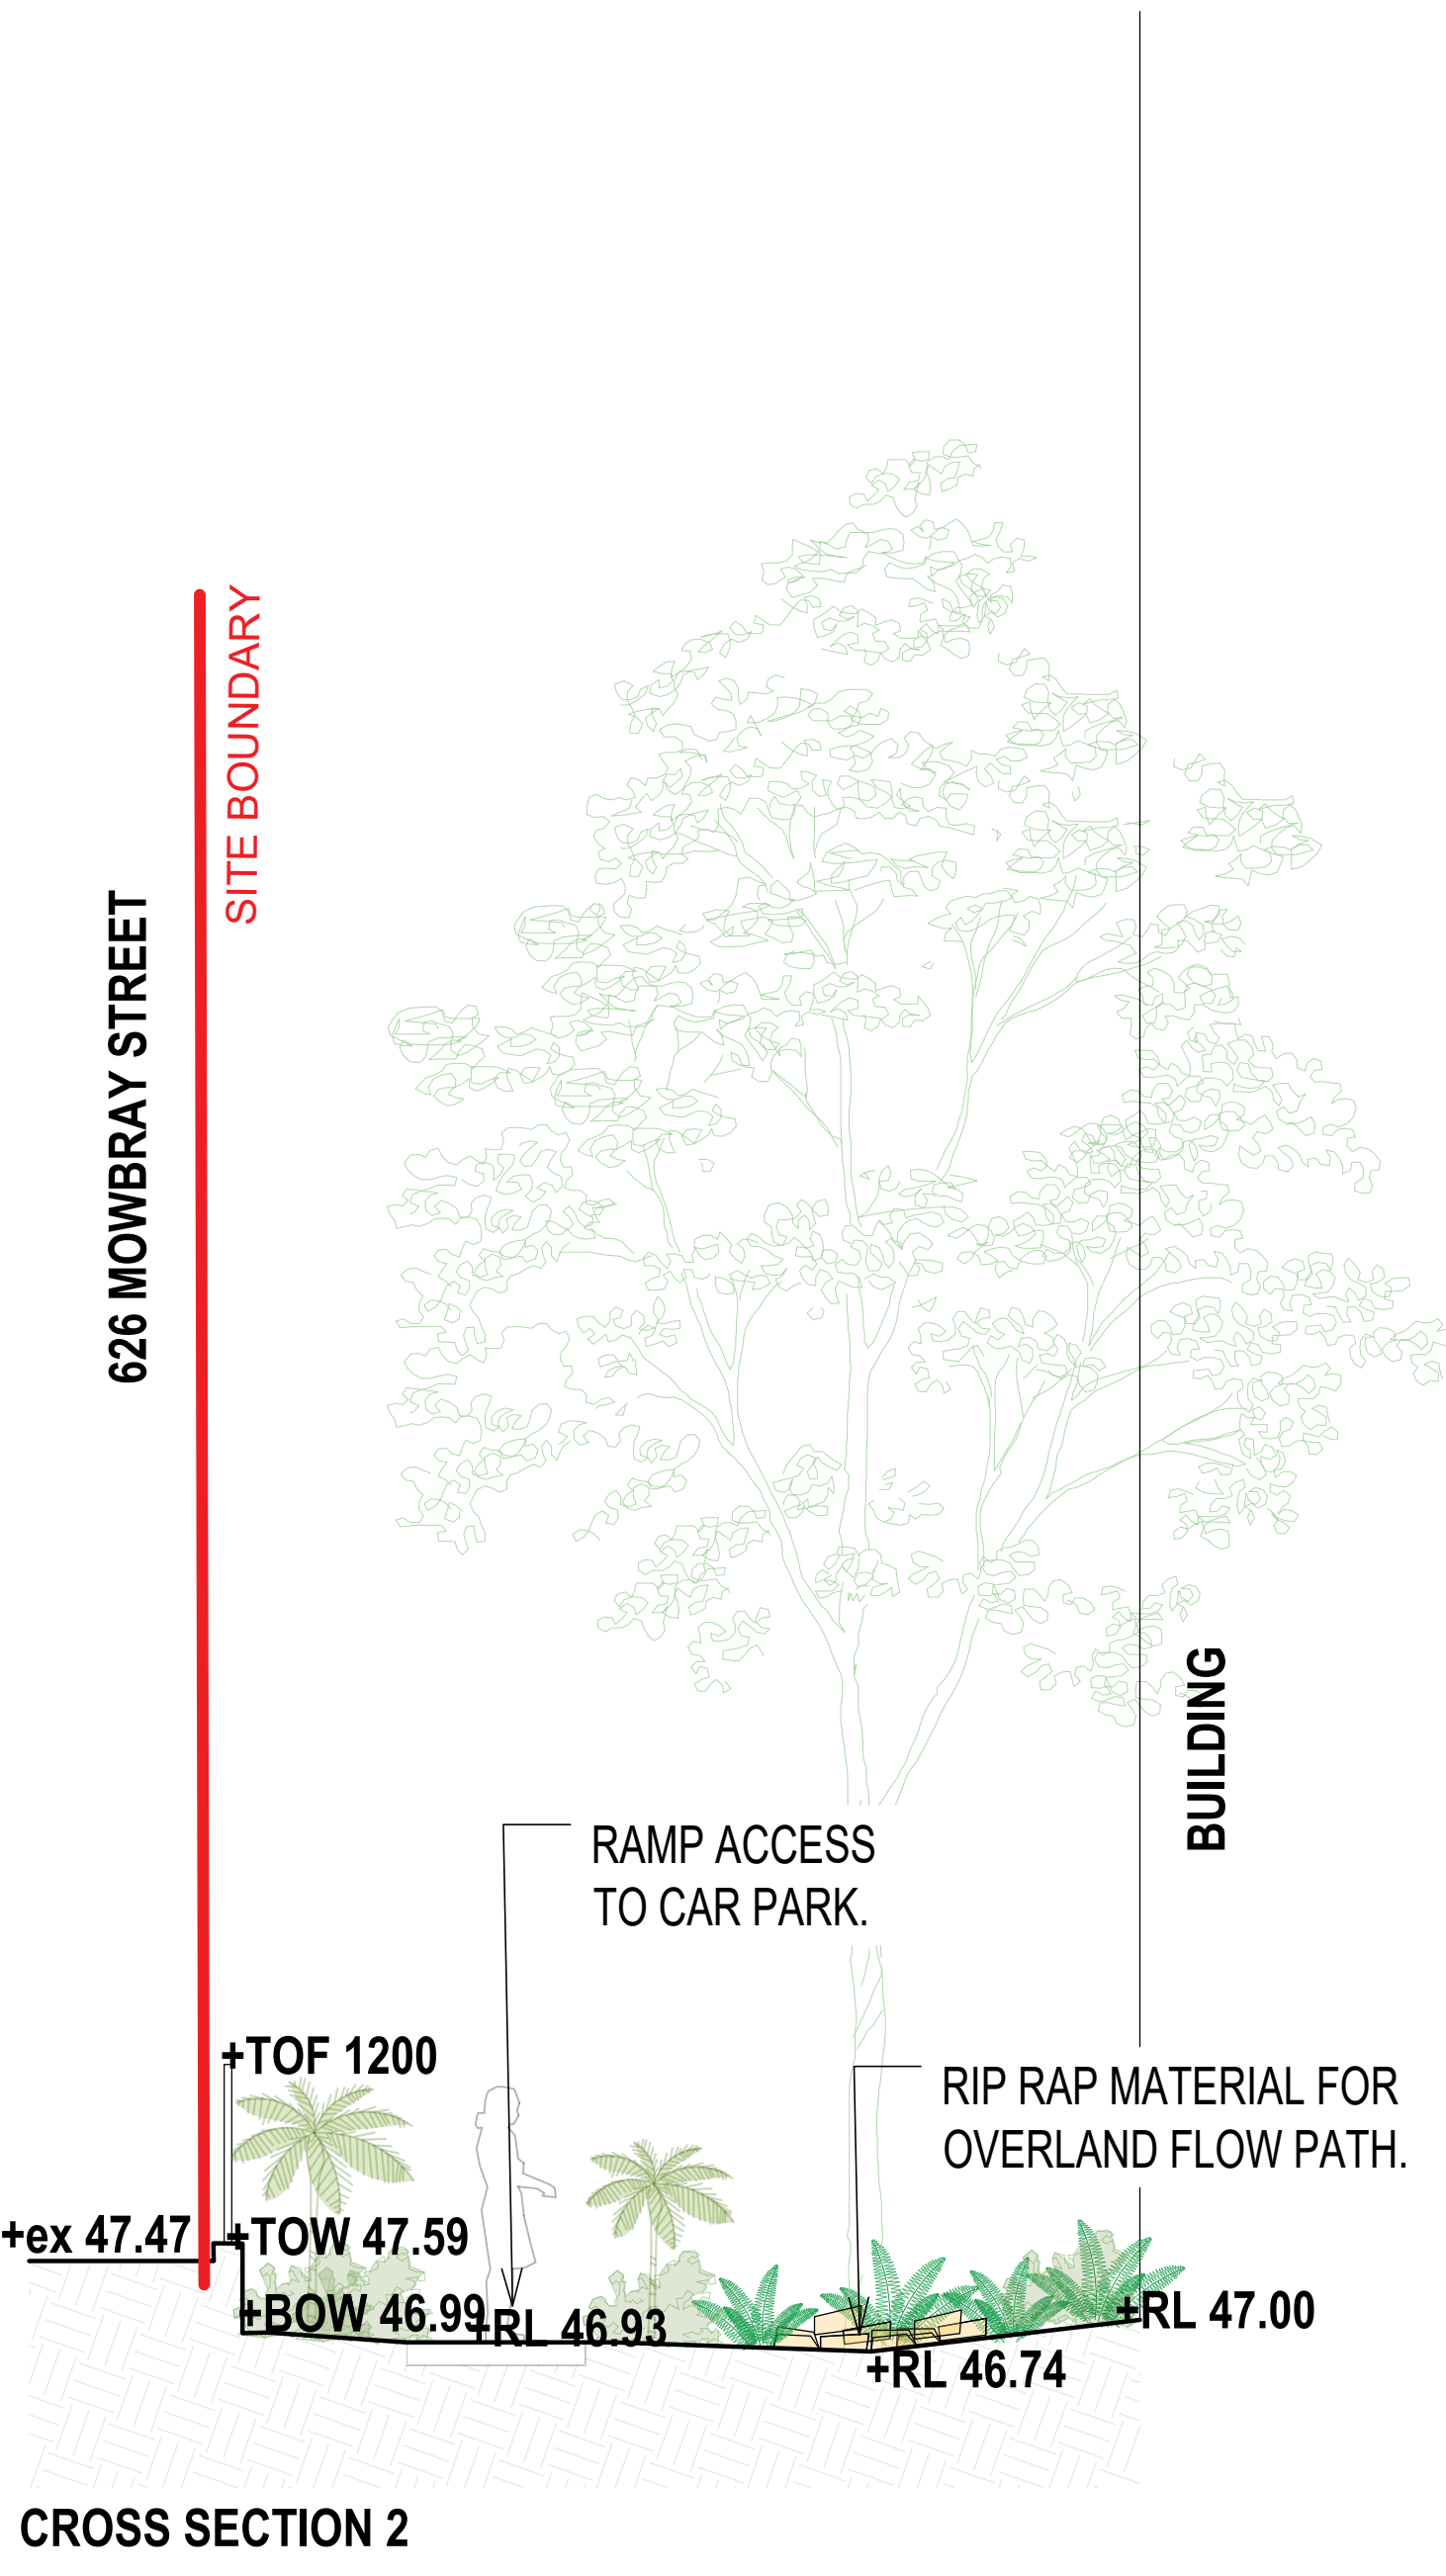 SITE BOUNDARY
626 MOWBRAY STREET
BUILDING
RAMP ACCESS
TO CAR PARK.
+TOF 1200
RIP RAP MATERIAL FOR
OVERLAND FLOW PATH.
+ex 47.47
+TOW 47.59
+BOW 46.99
+RL 46.93
+RL 47.00
+RL 46.74
CROSS SECTION 2